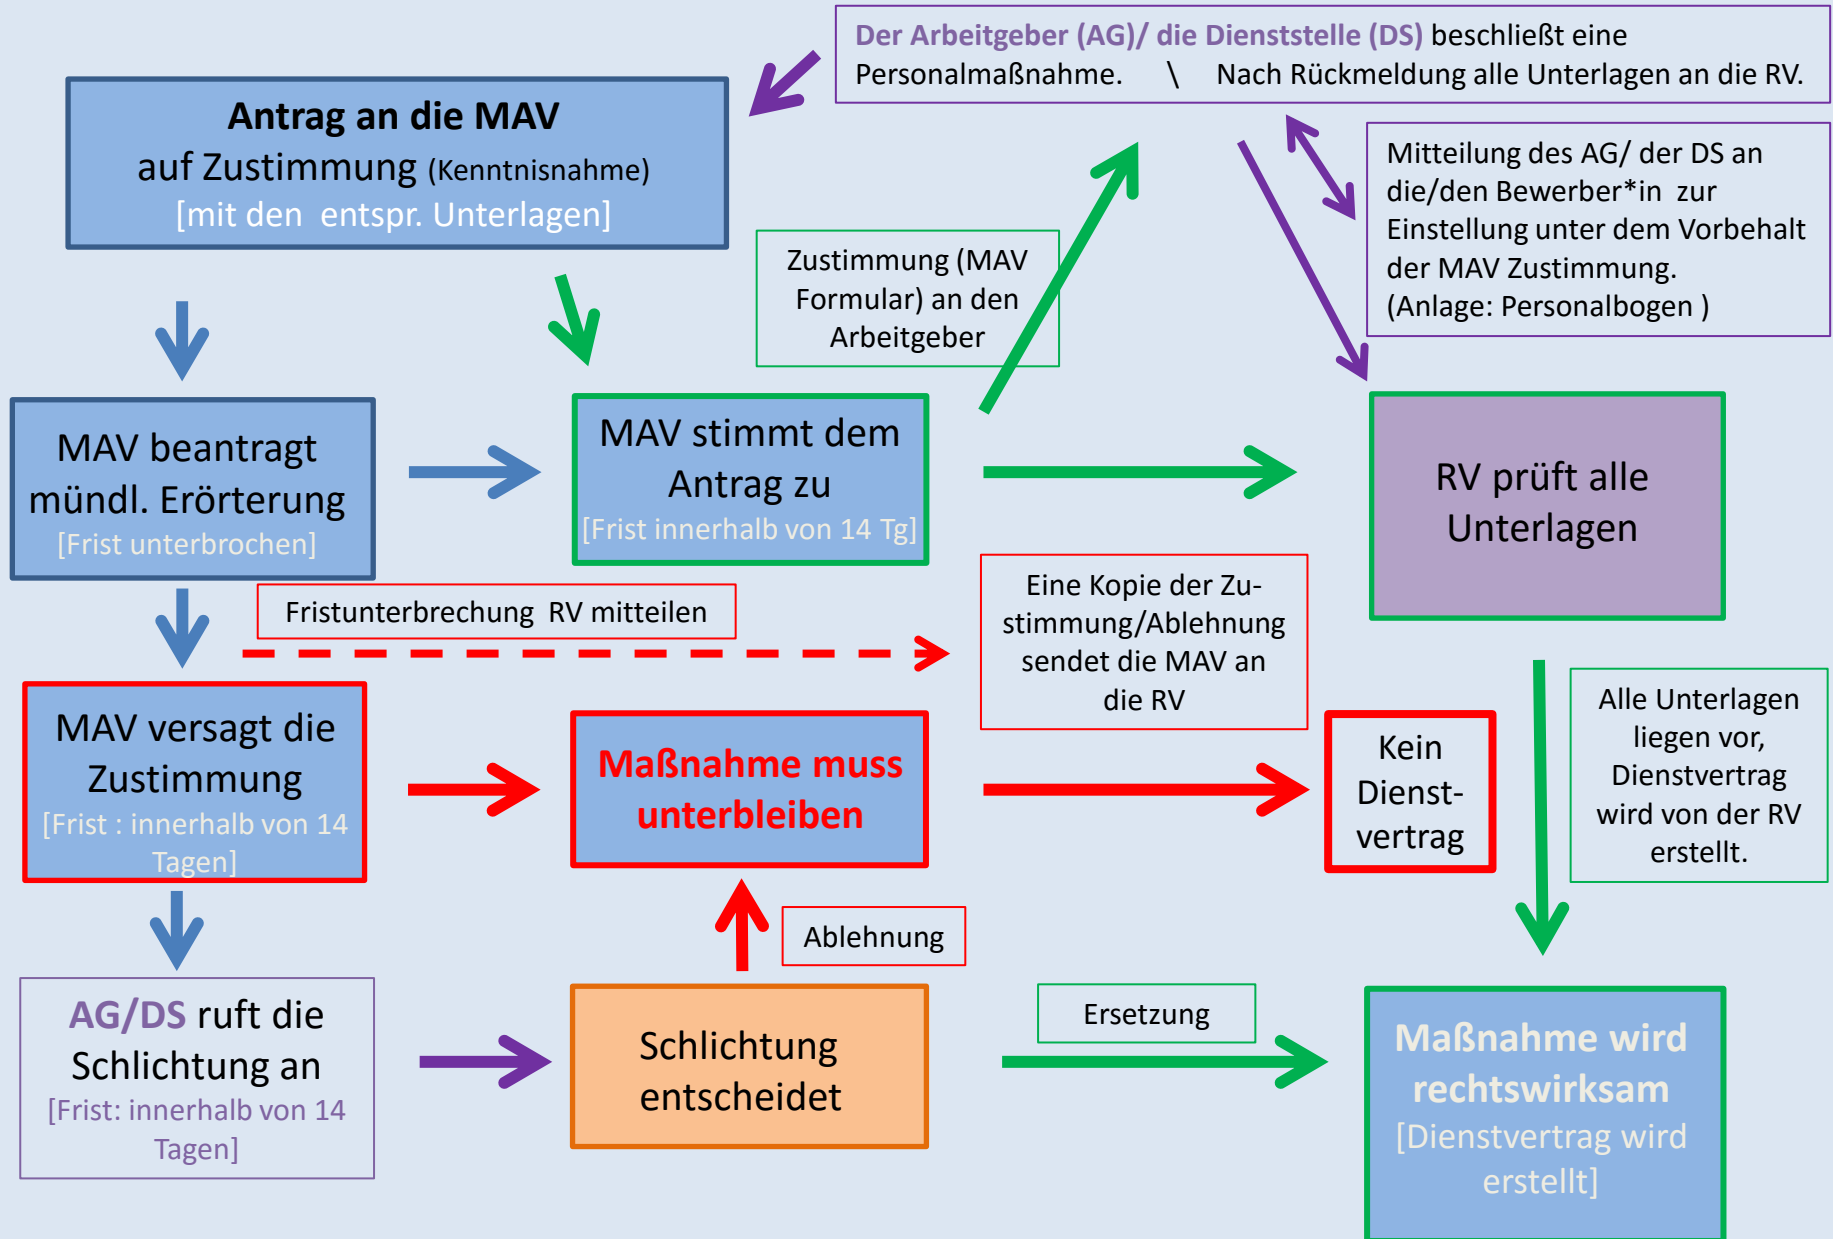 Der Arbeitgeber (AG)/ die Dienststelle (DS) beschließt eine
Personalmaßnahme. \ Nach Rückmeldung alle Unterlagen an die RV.
Antrag an die MAV
auf Zustimmung (Kenntnisnahme)
[mit den entspr. Unterlagen]
Mitteilung des AG/ der DS an
die/den Bewerber*in zur
Einstellung unter dem Vorbehalt
der MAV Zustimmung.
(Anlage: Personalbogen )
Zustimmung (MAV
Formular) an den
Arbeitgeber
MAV beantragt
mündl. Erörterung
[Frist unterbrochen]
MAV stimmt dem
Antrag zu
[Frist innerhalb von 14 Tg]
RV prüft alle
Unterlagen
Fristunterbrechung RV mitteilen
Eine Kopie der Zu-
stimmung/Ablehnung
sendet die MAV an
die RV
MAV versagt die
Zustimmung
[Frist : innerhalb von 14
Tagen]
Maßnahme muss
unterbleiben
Kein
Dienst-
vertrag
Alle Unterlagen
liegen vor,
Dienstvertrag
wird von der RV
erstellt.
Ablehnung
AG/DS ruft die
Schlichtung an
[Frist: innerhalb von 14
Tagen]
Schlichtung
entscheidet
Ersetzung
Maßnahme wird
rechtswirksam
[Dienstvertrag wird
erstellt]